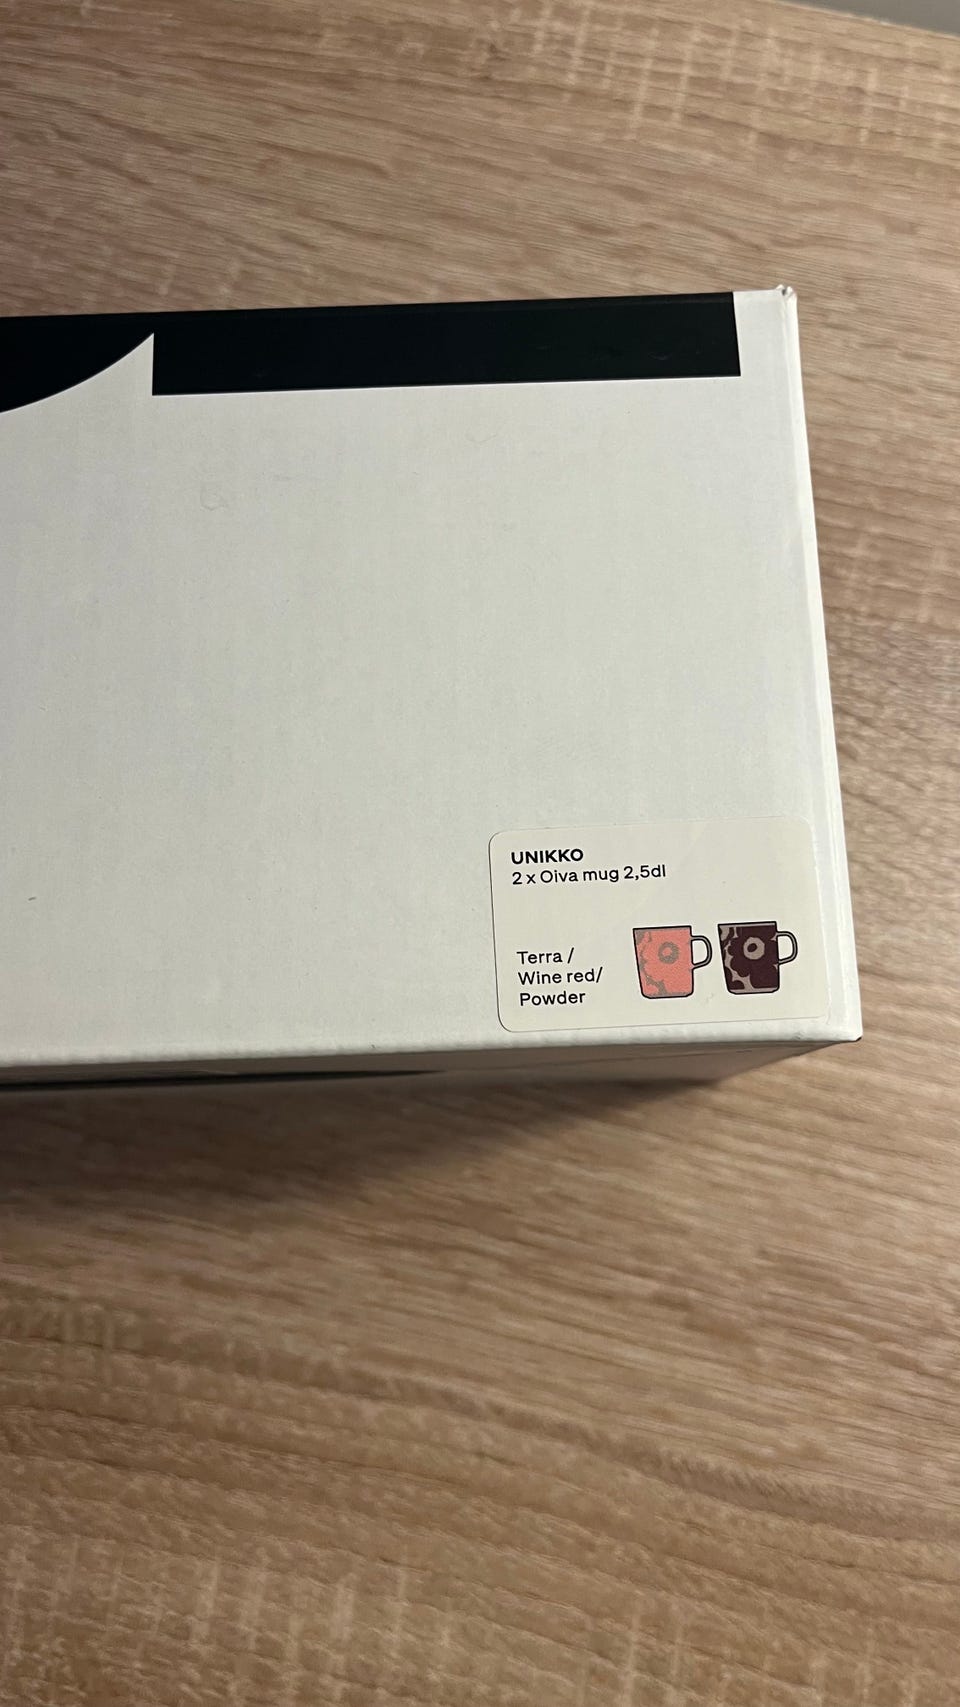 UNIKKO
2 x Oiva mug 2,5dl
Terra /
Wine red/
Powder